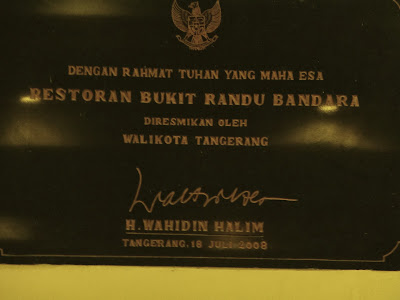 DENGAN RAHMAT TUHAN YANG MAHA ESA
RESTORAN BUKIT RANDU BANDARA
DIRESMIKAN OLEH
WALIKOTA TANGERANG
H. WAHIDIN HALIM
TANGERANG, 18 JULI 2008